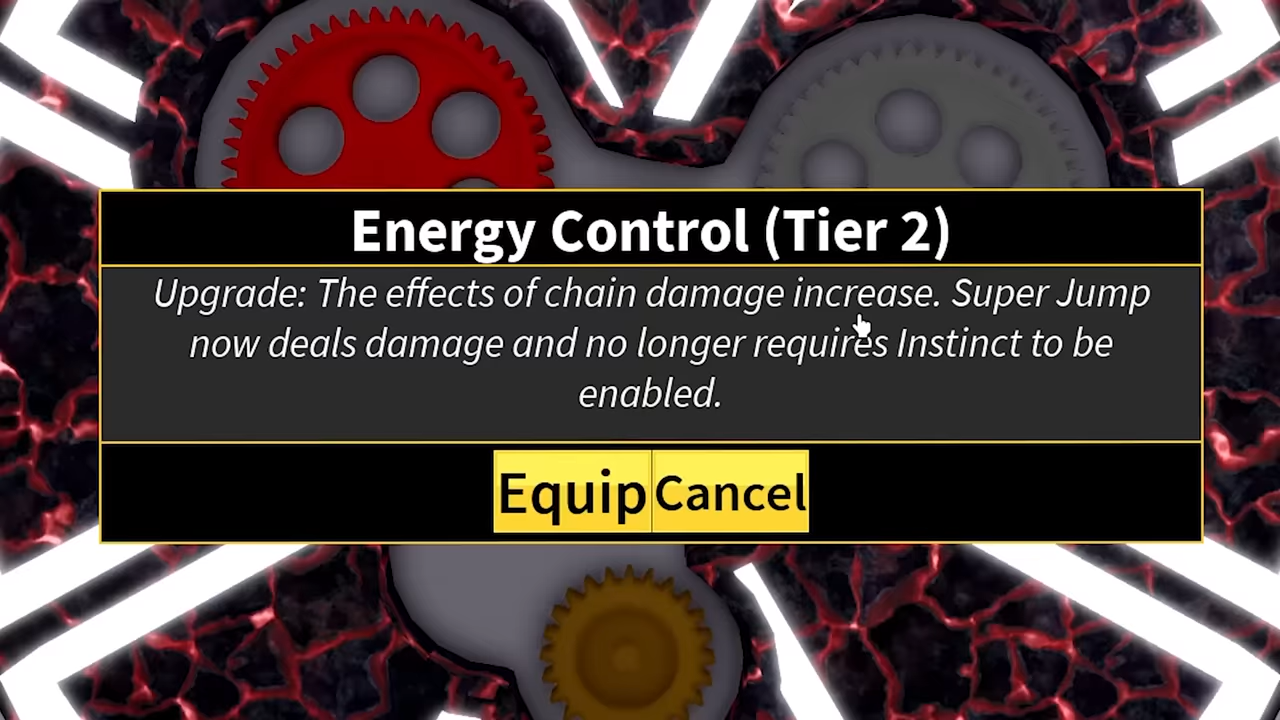 Energy Control (Tier 2)
Upgrade: The effects of chain damage increase. Super Jump
now deals damage and no longer requires Instinct to be
enabled.
Equip Cancel